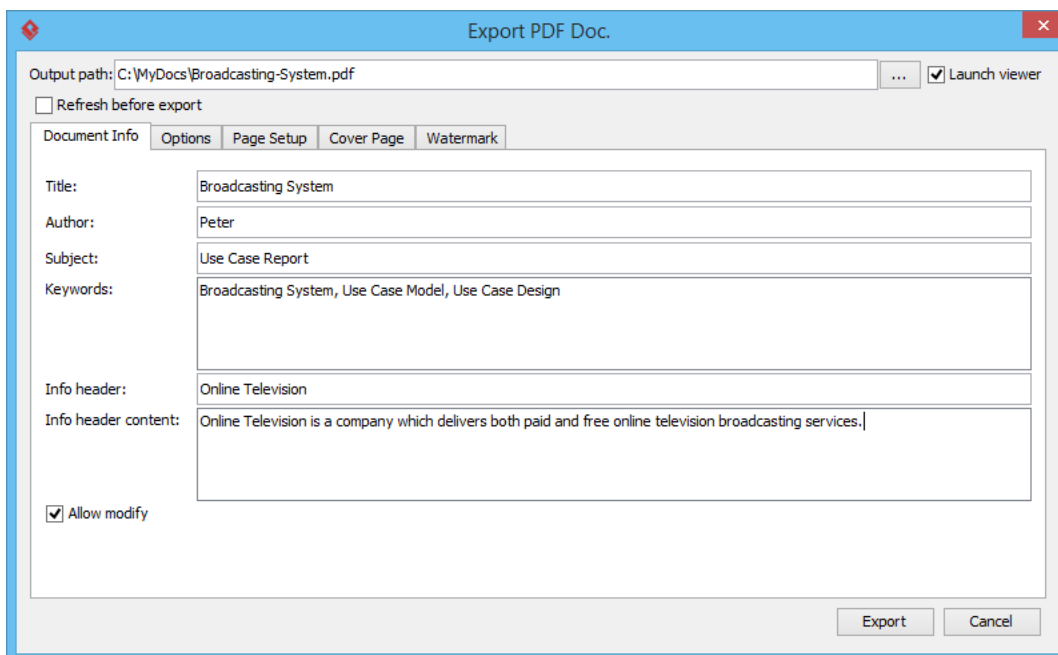 Export PDF Doc.
Output path: C:\MyDocs\Broadcasting-System.pdf ... Launch viewer
Refresh before export
Document Info Options Page Setup Cover Page Watermark
Title: Broadcasting System
Author: Peter
Subject: Use Case Report
Keywords: Broadcasting System, Use Case Model, Use Case Design
Info header: Online Television
Info header content: Online Television is a company which delivers both paid and free online television broadcasting services.
Allow modify
Export Cancel